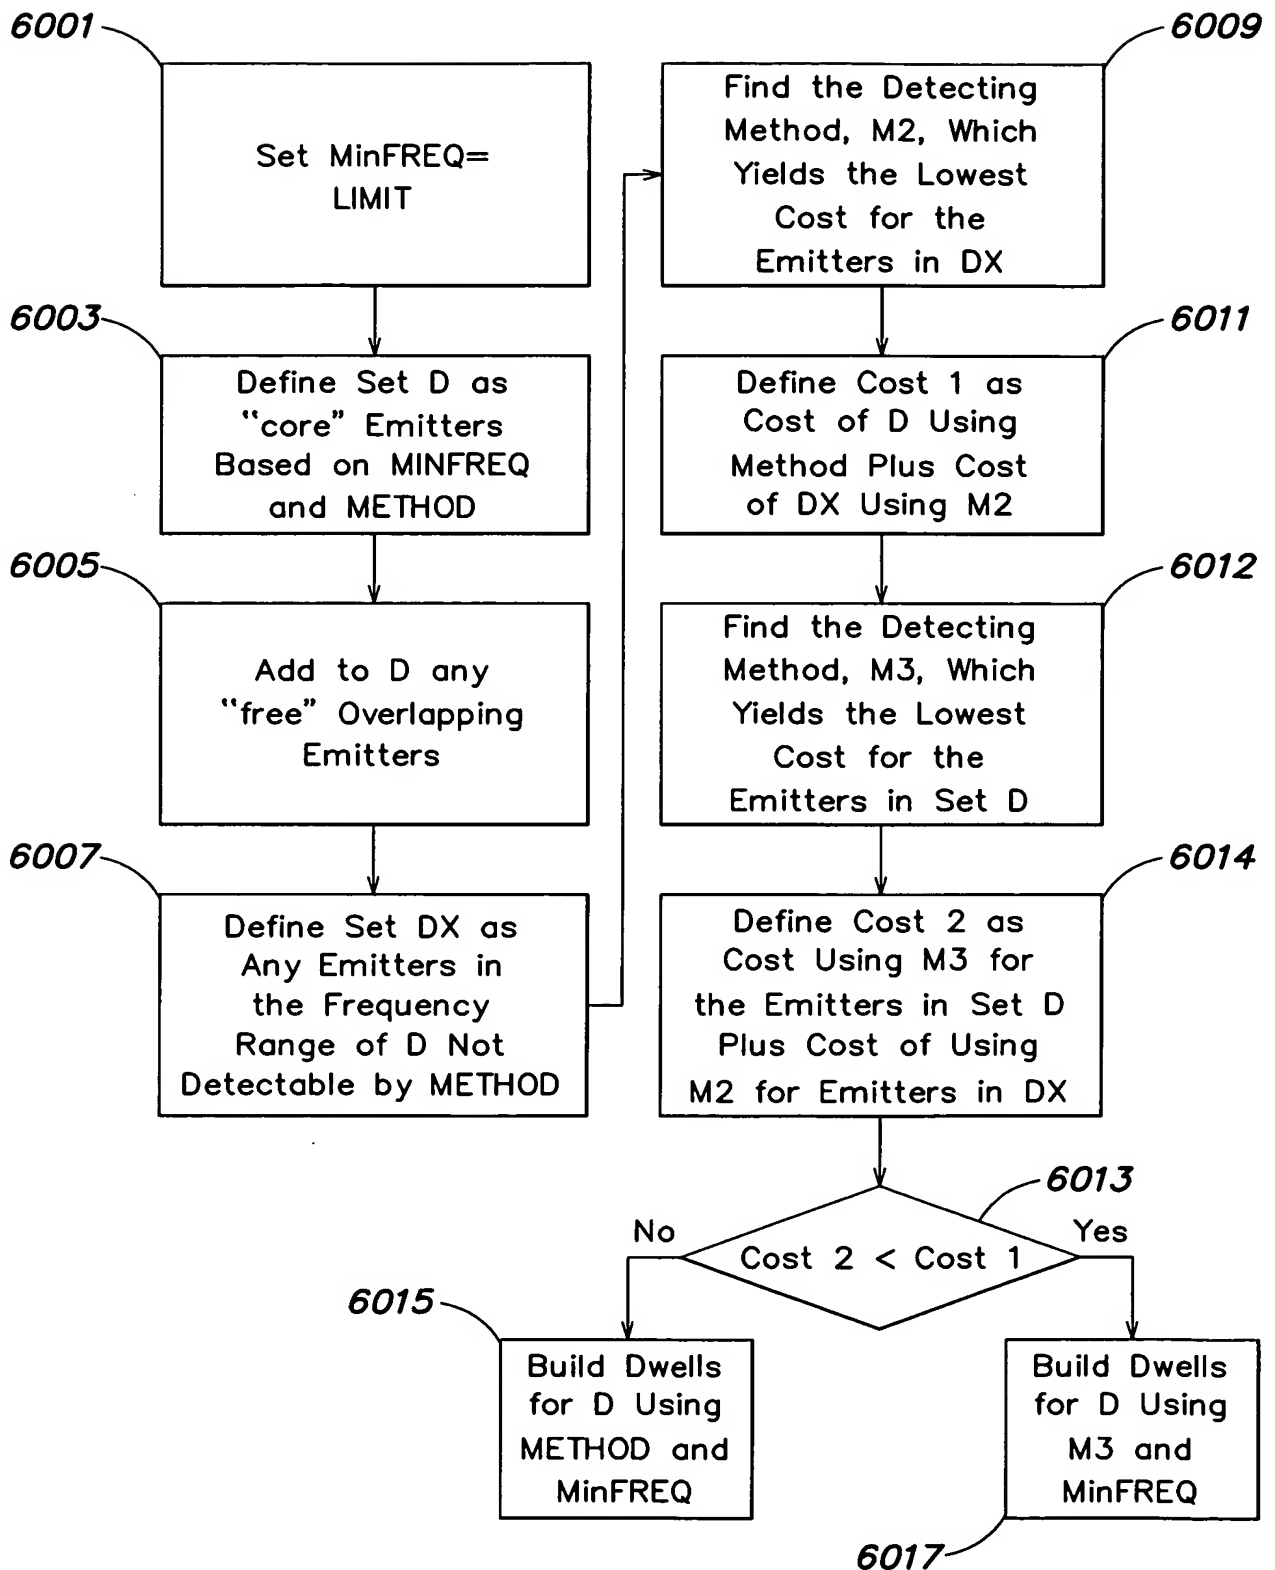 6001
Set MinFREQ=
LIMIT
6003
Define Set D as
“core” Emitters
Based on MINFREQ
and METHOD
6005
Add to D any
“free” Overlapping
Emitters
6007
Define Set DX as
Any Emitters in
the Frequency
Range of D Not
Detectable by METHOD
6009
Find the Detecting
Method, M2, Which
Yields the Lowest
Cost for the
Emitters in DX
6011
Define Cost 1 as
Cost of D Using
Method Plus Cost
of DX Using M2
6012
Find the Detecting
Method, M3, Which
Yields the Lowest
Cost for the
Emitters in Set D
6014
Define Cost 2 as
Cost Using M3 for
the Emitters in Set D
Plus Cost of Using
M2 for Emitters in DX
6013
No
Yes
Cost 2 < Cost 1
6015
Build Dwells
for D Using
METHOD and
MinFREQ
Build Dwells
for D Using
M3 and
MinFREQ
6017